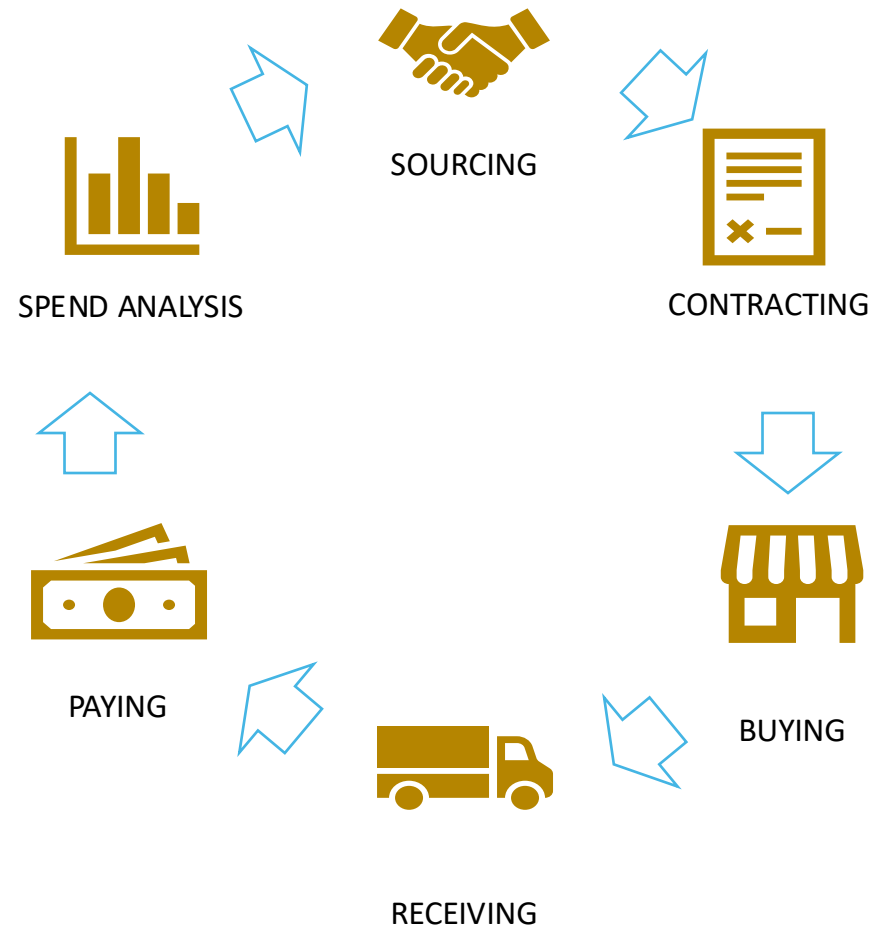 SOURCING
CONTRACTING
BUYING
RECEIVING
PAYING
SPEND ANALYSIS